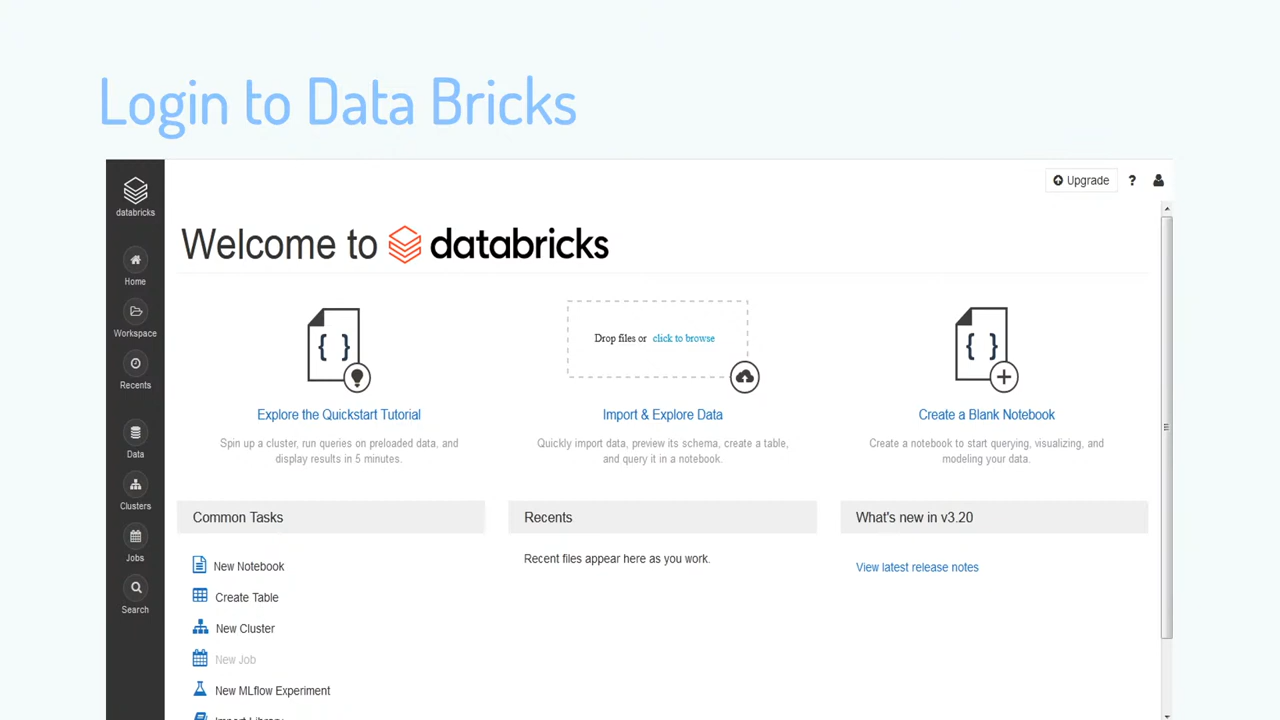 Login to Data Bricks
databricks
Home
Workspace
Recents
Data
Clusters
Jobs
Search
Upgrade ?
Welcome to databricks
Drop files or click to browse
Explore the Quickstart Tutorial
Spin up a cluster, run queries on preloaded data, and
display results in 5 minutes.
Import & Explore Data
Quickly import data, preview its schema, create a table,
and query it in a notebook.
Create a Blank Notebook
Create a notebook to start querying, visualizing, and
modeling your data.
Common Tasks
New Notebook
Create Table
New Cluster
New Job
New MLflow Experiment
Import Library
Recents
Recent files appear here as you work.
What's new in v3.20
View latest release notes